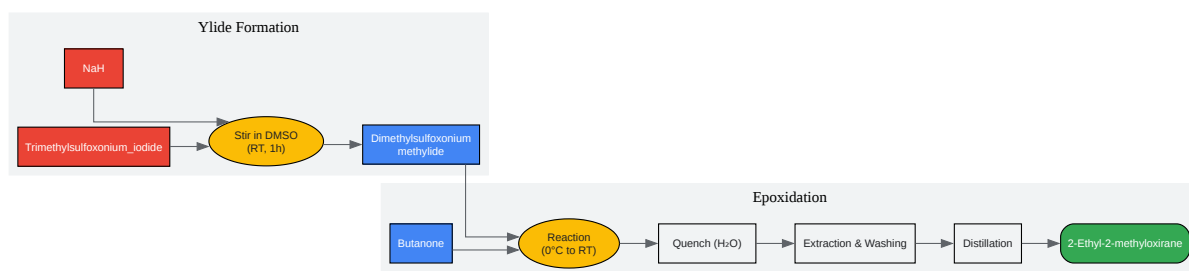 Ylide Formation
NaH
Trimethylsulfoxonium_iodide
Stir in DMSO
(RT, 1h)
Dimethylsulfoxonium
methylide
Epoxidation
Butanone
Reaction
(0°C to RT)
Quench (H₂O)
Extraction & Washing
Distillation
2-Ethyl-2-methyloxirane